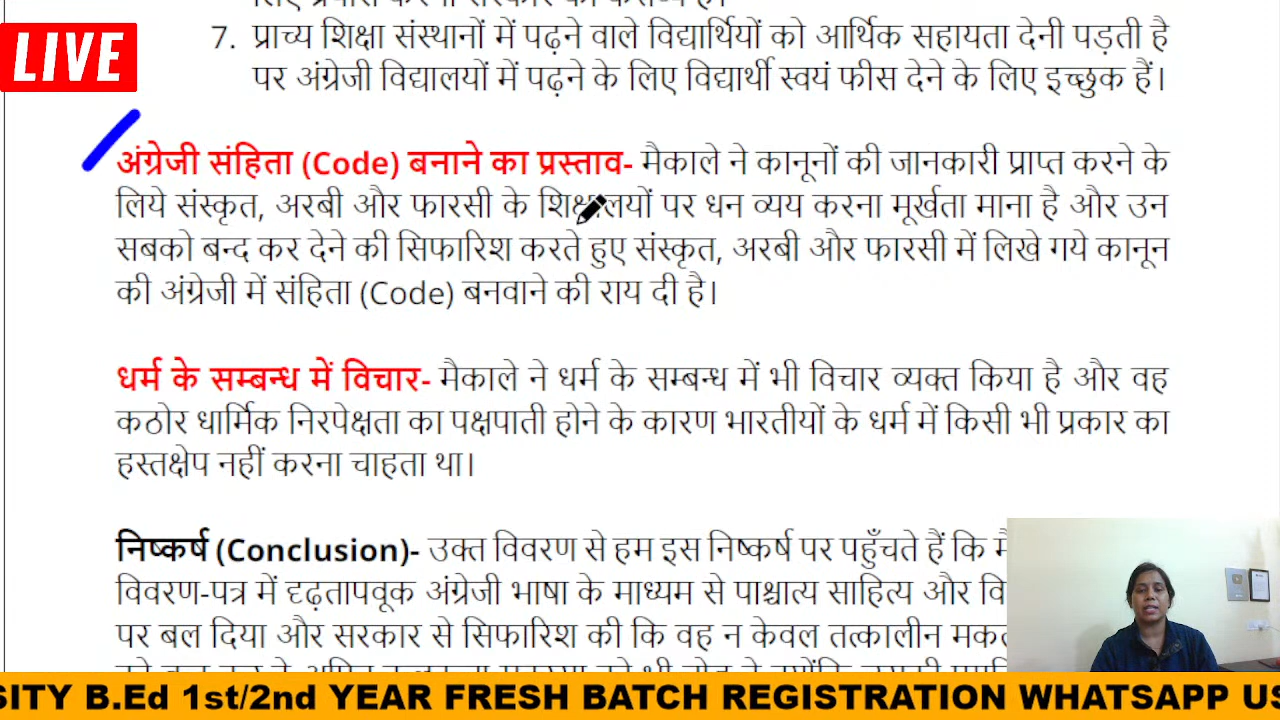 LIVE
7. प्राच्य शिक्षा संस्थानों में पढ़ने वाले विद्यार्थियों को आर्थिक सहायता देनी पड़ती है
पर अंग्रेजी विद्यालयों में पढ़ने के लिए विद्यार्थी स्वयं फीस देने के लिए इच्छुक हैं।
अंग्रेजी संहिता (Code) बनाने का प्रस्ताव- मैकाले ने कानूनों की जानकारी प्राप्त करने के
लिये संस्कृत, अरबी और फारसी के शिक्षालयों पर धन व्यय करना मूर्खता माना है और उन
सबको बन्द कर देने की सिफारिश करते हुए संस्कृत, अरबी और फारसी में लिखे गये कानून
की अंग्रेजी में संहिता (Code) बनवाने की राय दी है।
धर्म के सम्बन्ध में विचार- मैकाले ने धर्म के सम्बन्ध में भी विचार व्यक्त किया है और वह
कठोर धार्मिक निरपेक्षता का पक्षपाती होने के कारण भारतीयों के धर्म में किसी भी प्रकार का
हस्तक्षेप नहीं करना चाहता था।
निष्कर्ष (Conclusion)- उक्त विवरण से हम इस निष्कर्ष पर पहुँचते हैं कि
विवरण-पत्र में दृढ़तापवूक अंग्रेजी भाषा के माध्यम से पाश्चात्य साहित्य और वि
पर बल दिया और सरकार से सिफारिश की कि वह न केवल तत्कालीन मक
SITY B.Ed 1st/2nd YEAR FRESH BATCH REGISTRATION WHATSAPP US